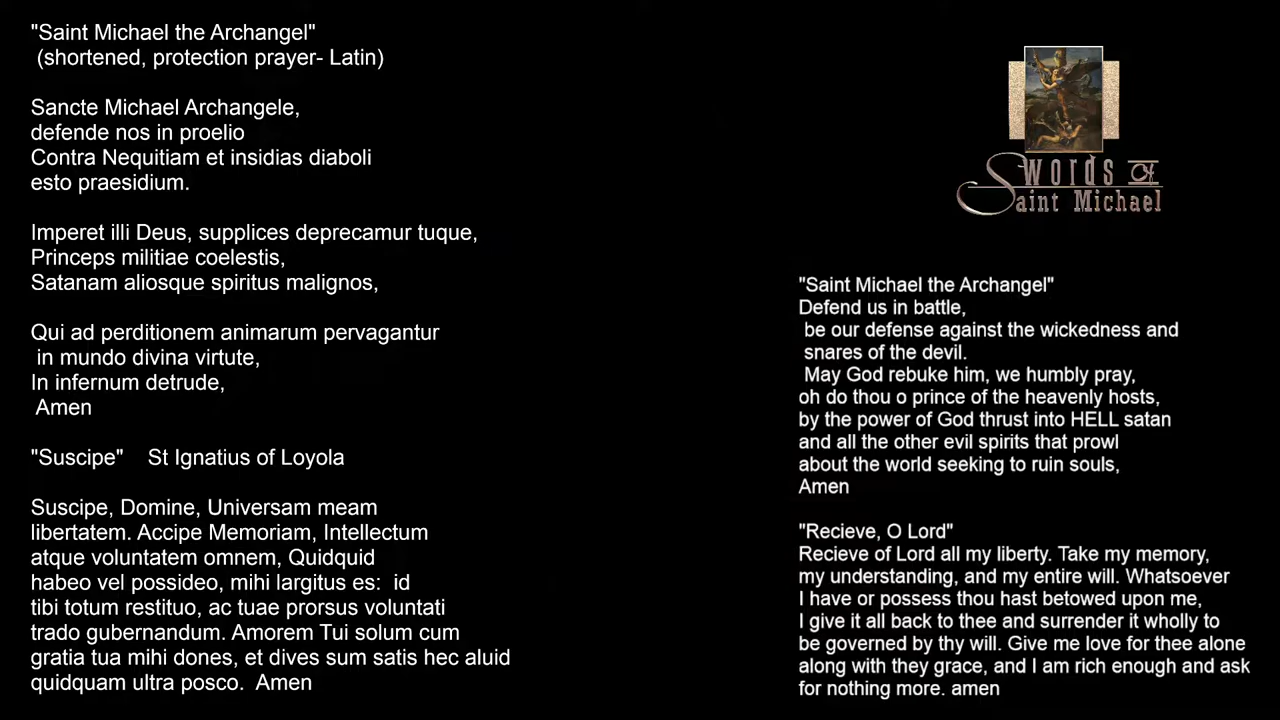 "Saint Michael the Archangel"
(shortened, protection prayer- Latin)
Sancte Michael Archangele,
defende nos in proelio
Contra Nequitiam et insidias diaboli
esto praesidium.
Imperet illi Deus, supplices deprecamur tuque,
Princeps militiae coelestis,
Satanam aliosque spiritus malignos,
Qui ad perditionem animarum pervagantur
in mundo divina virtute,
In infernum detrude,
Amen
"Suscipe" St Ignatius of Loyola
Suscipe, Domine, Universam meam
libertatem. Accipe Memoriam, Intellectum
atque voluntatem omnem, Quidquid
habeo vel possideo, mihi largitus es: id
tibi totum restituo, ac tuae prorsus voluntati
trado gubernandum. Amorem Tui solum cum
gratia tua mihi dones, et dives sum satis hec aluid
quidquam ultra posco. Amen
Swords Of
Saint Michael
"Saint Michael the Archangel"
Defend us in battle,
be our defense against the wickedness and
snares of the devil.
May God rebuke him, we humbly pray,
oh do thou o prince of the heavenly hosts,
by the power of God thrust into HELL satan
and all the other evil spirits that prowl
about the world seeking to ruin souls,
Amen
"Recieve, O Lord"
Recieve of Lord all my liberty. Take my memory,
my understanding, and my entire will. Whatsoever
I have or possess thou hast betowed upon me,
I give it all back to thee and surrender it wholly to
be governed by thy will. Give me love for thee alone
along with they grace, and I am rich enough and ask
for nothing more. amen